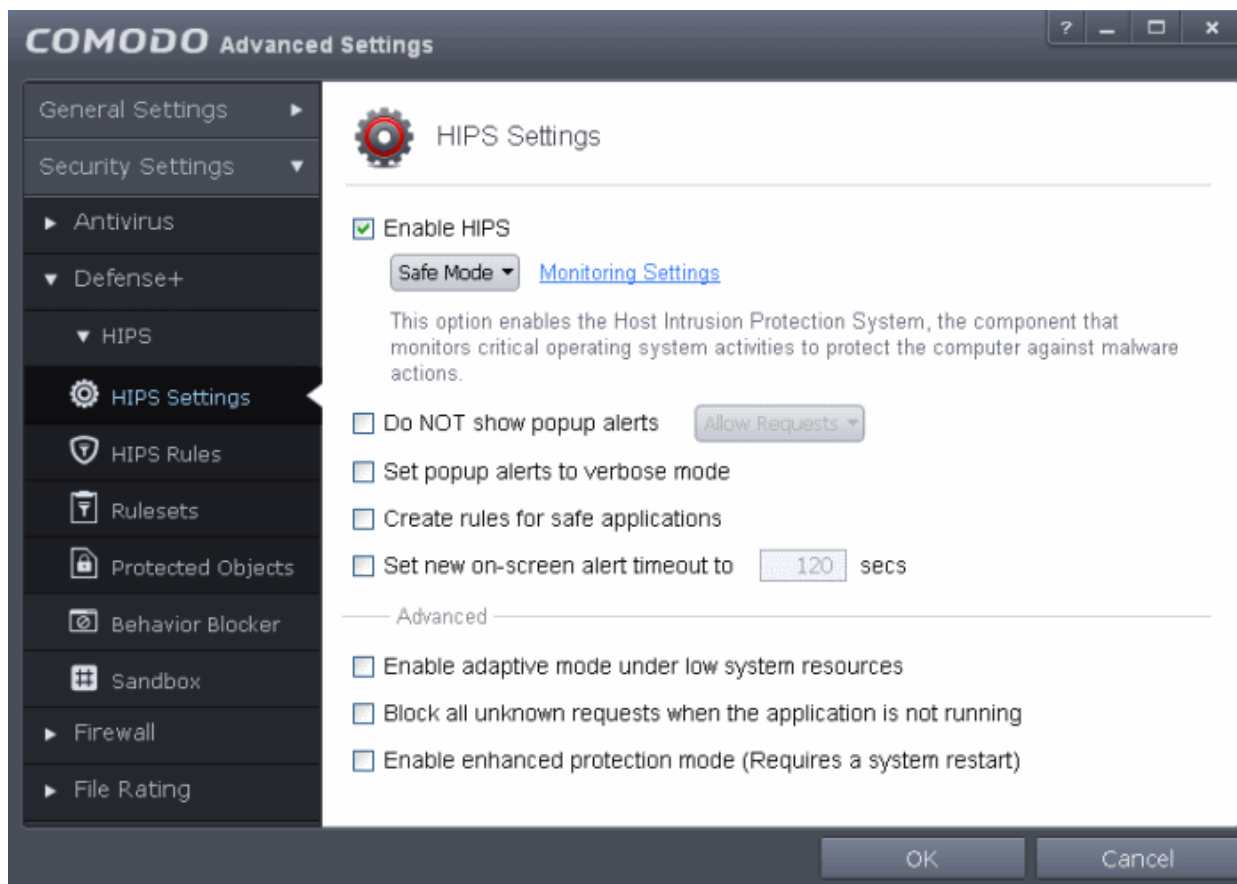 COMODO Advanced Settings
?
General Settings
Security Settings
Antivirus
Defense+
HIPS
HIPS Settings
HIPS Rules
Rulesets
Protected Objects
Behavior Blocker
Sandbox
Firewall
File Rating
HIPS Settings
Enable HIPS
Safe Mode Monitoring Settings
This option enables the Host Intrusion Protection System, the component that
monitors critical operating system activities to protect the computer against malware
actions.
Do NOT show popup alerts Allow Requests
Set popup alerts to verbose mode
Create rules for safe applications
Set new on-screen alert timeout to 120 secs
Advanced
Enable adaptive mode under low system resources
Block all unknown requests when the application is not running
Enable enhanced protection mode (Requires a system restart)
OK Cancel